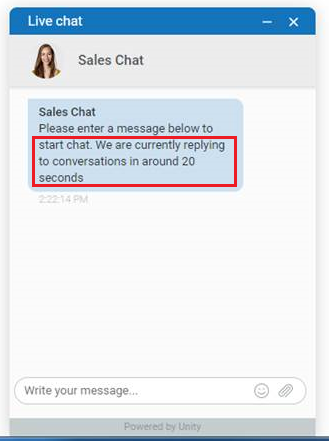 Live chat
Sales Chat
Sales Chat
Please enter a message below to
start chat. We are currently replying
to conversations in around 20
seconds
2:22:14 PM
Write your message...
Powered by Unity